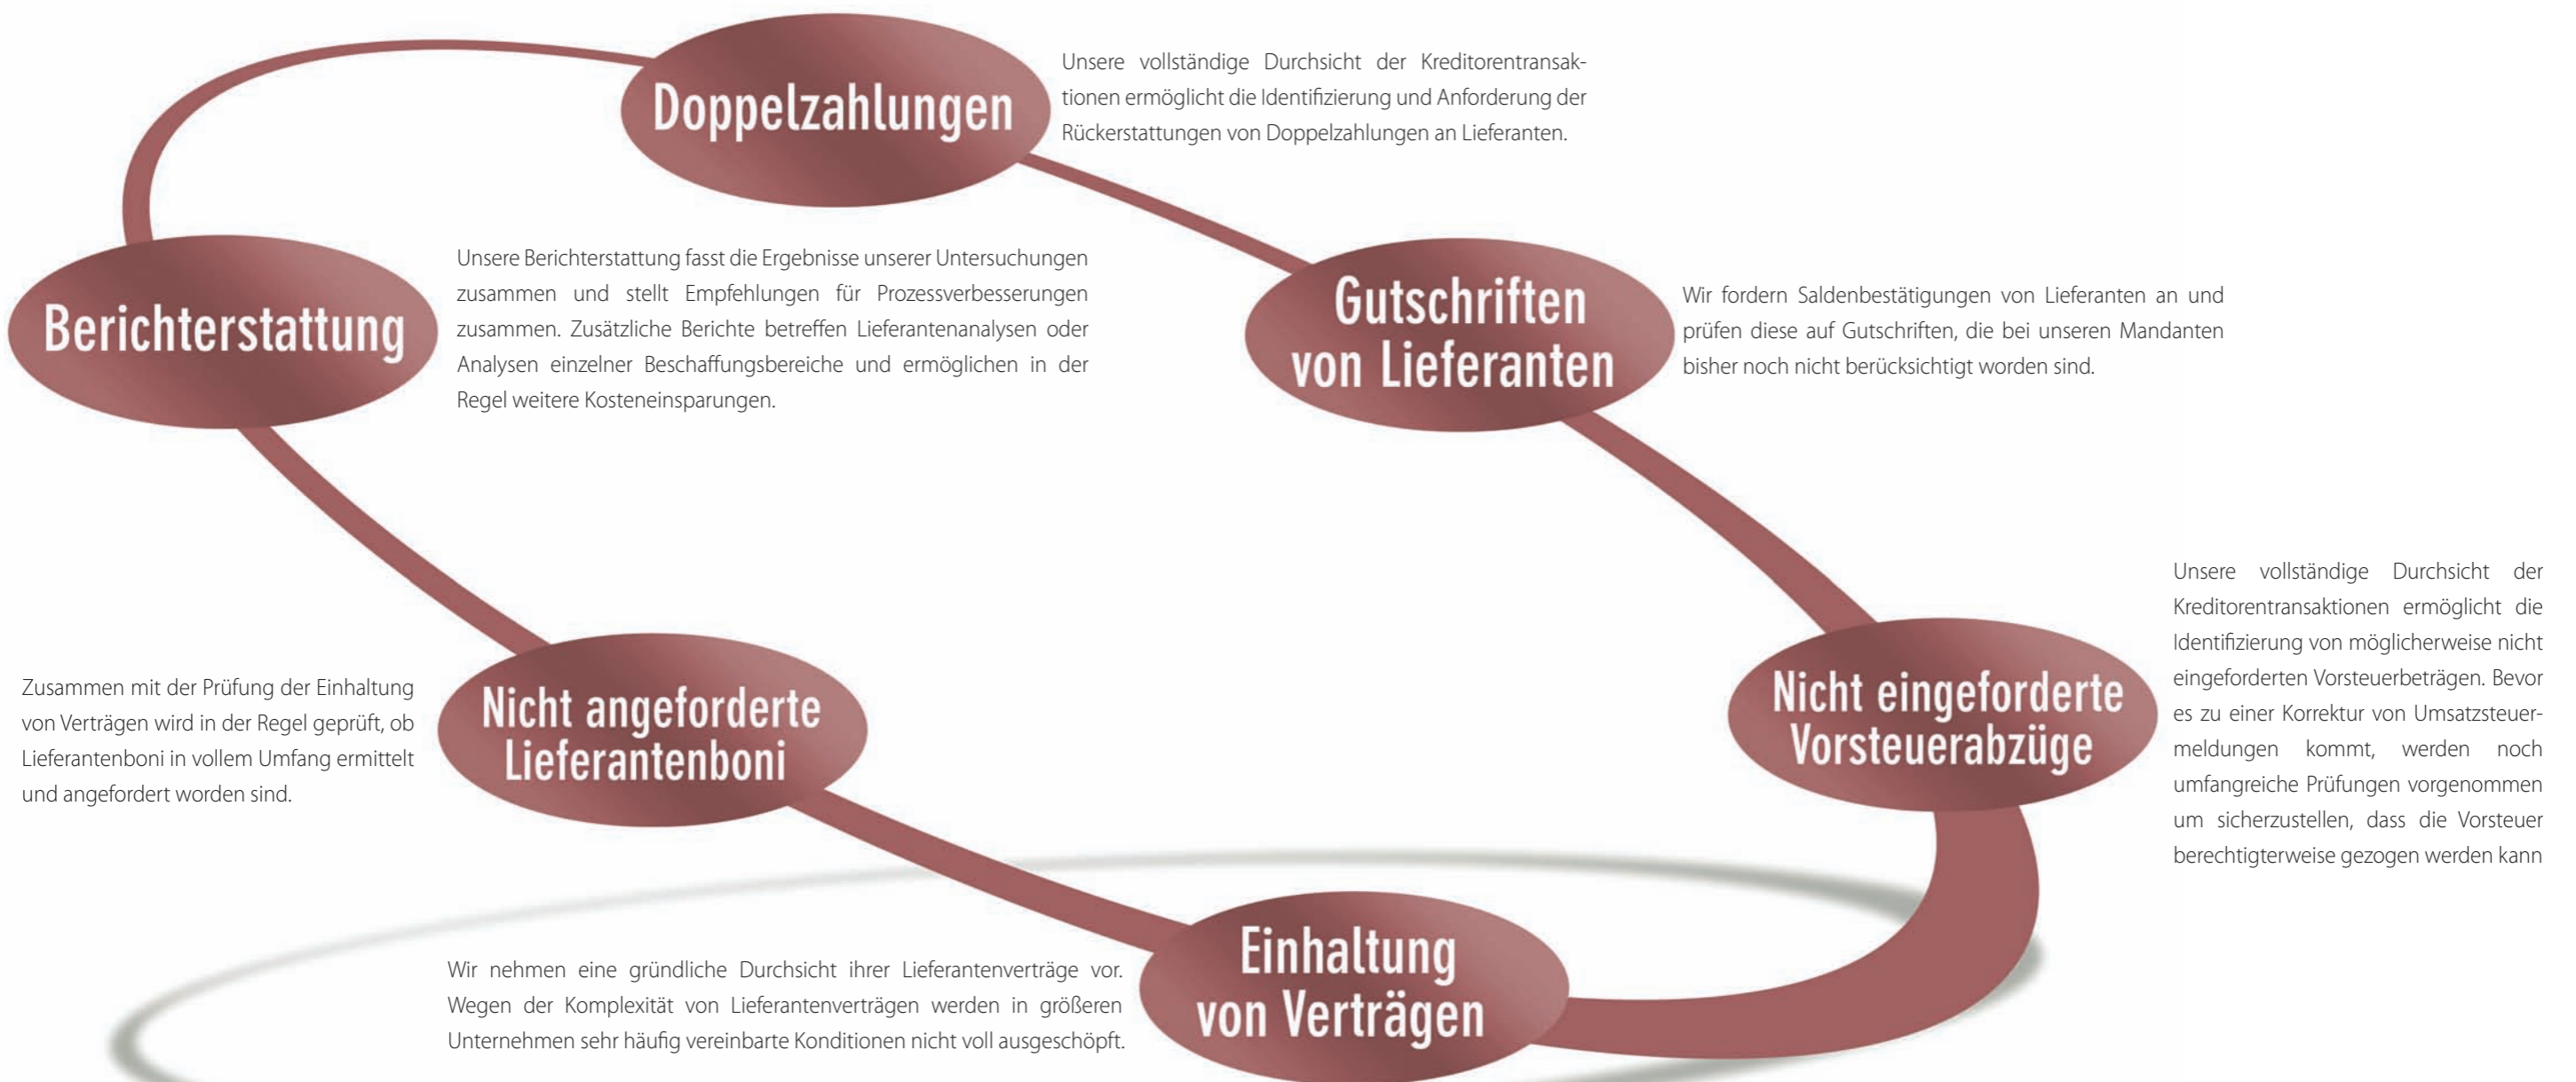 Doppelzahlungen
Unsere vollständige Durchsicht der Kreditorentransak-
tionen ermöglicht die Identifizierung und Anforderung der
Rückerstattungen von Doppelzahlungen an Lieferanten.
Berichterstattung
Unsere Berichterstattung fasst die Ergebnisse unserer Untersuchungen
zusammen und stellt Empfehlungen für Prozessverbesserungen
zusammen. Zusätzliche Berichte betreffen Lieferantenanalysen oder
Analysen einzelner Beschaffungsbereiche und ermöglichen in der
Regel weitere Kosteneinsparungen.
Gutschriften
von Lieferanten
Wir fordern Saldenbestätigungen von Lieferanten an und
prüfen diese auf Gutschriften, die bei unseren Mandanten
bisher noch nicht berücksichtigt worden sind.
Nicht eingeforderte
Vorsteuerabzüge
Unsere vollständige Durchsicht der
Kreditorentransaktionen ermöglicht die
Identifizierung von möglicherweise nicht
eingeforderten Vorsteuerbeträgen. Bevor
es zu einer Korrektur von Umsatzsteuer-
meldungen kommt, werden noch
umfangreiche Prüfungen vorgenommen
um sicherzustellen, dass die Vorsteuer
berechtigterweise gezogen werden kann
Zusammen mit der Prüfung der Einhaltung
von Verträgen wird in der Regel geprüft, ob
Lieferantenboni in vollem Umfang ermittelt
und angefordert worden sind.
Nicht angeforderte
Lieferantenboni
Wir nehmen eine gründliche Durchsicht ihrer Lieferantenverträge vor.
Wegen der Komplexität von Lieferantenverträgen werden in größeren
Unternehmen sehr häufig vereinbarte Konditionen nicht voll ausgeschöpft.
Einhaltung
von Verträgen